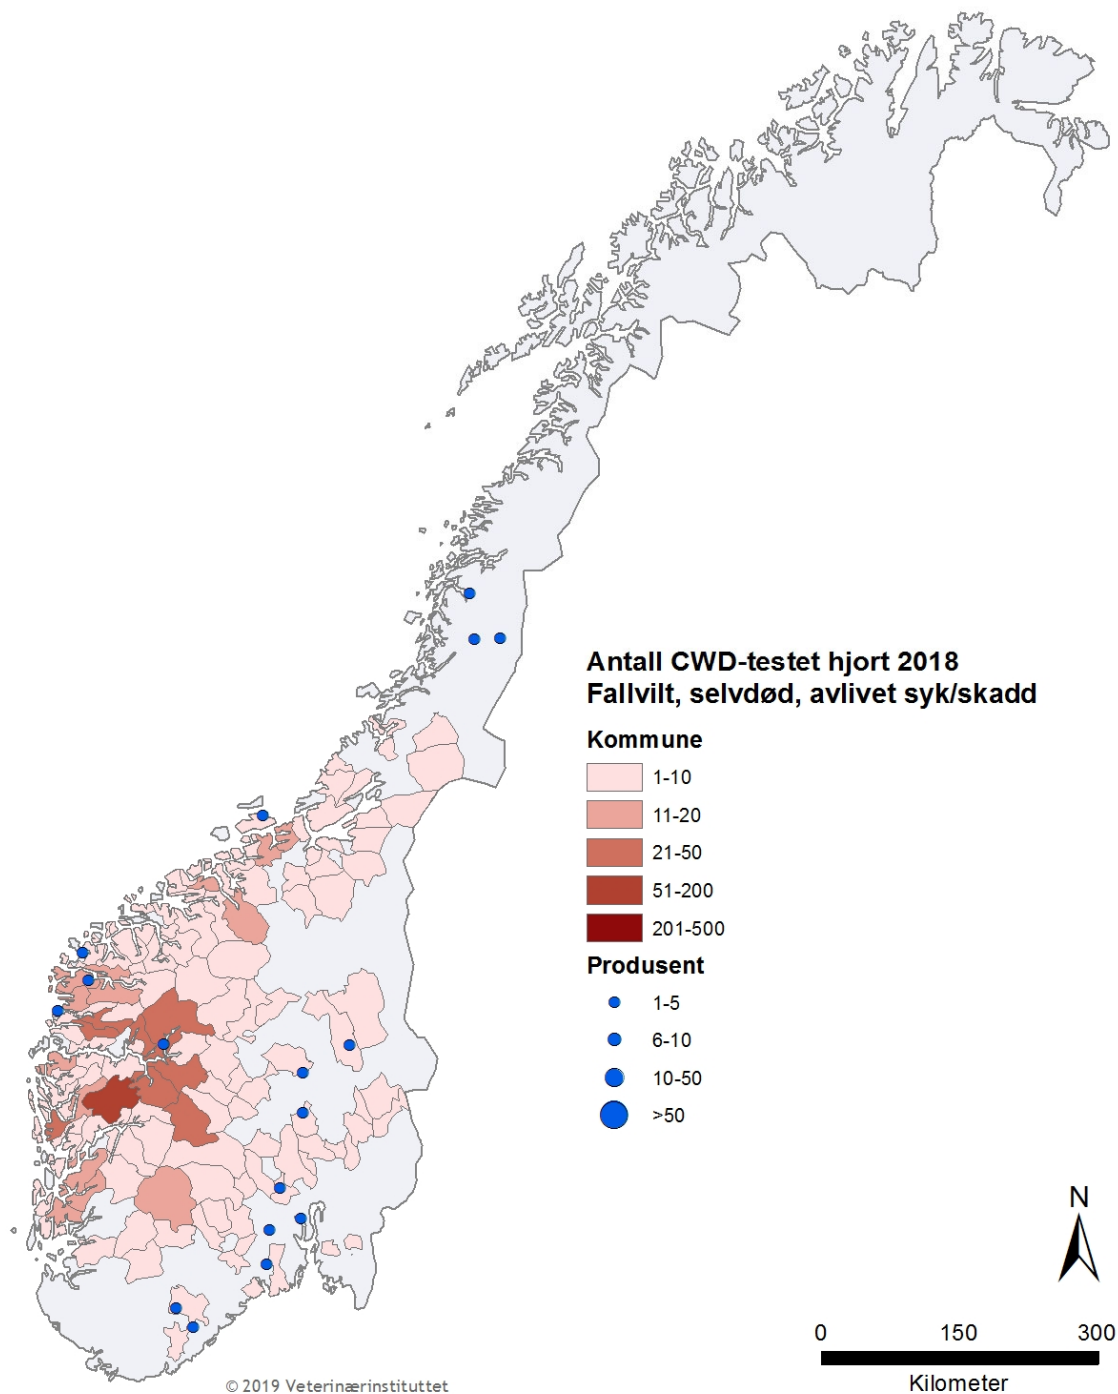 Antall CWD-testet hjort 2018
Fallvilt, selvdød, avlivet syk/skadd
Kommune
1-10
11-20
21-50
51-200
201-500
Produsent
1-5
6-10
10-50
>50
N
0 150 300
Kilometer
© 2019 Veterinærinstituttet